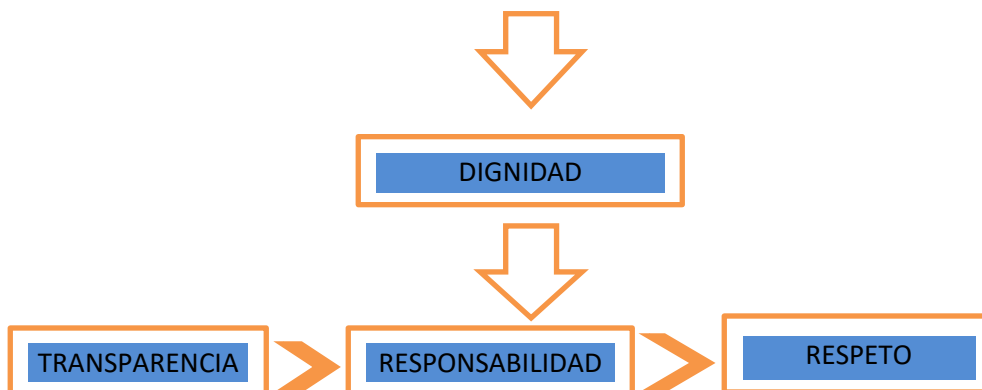 DIGNIDAD
TRANSPARENCIA
RESPONSABILIDAD
RESPETO